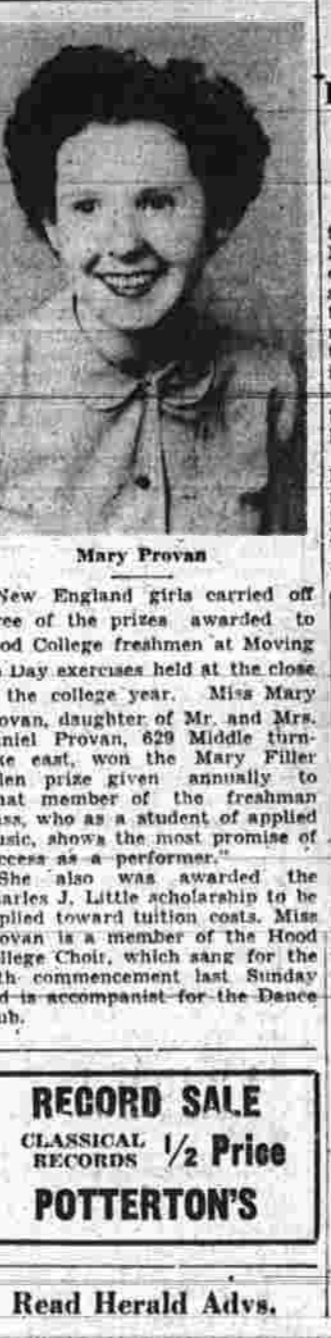 Mary Provan
New England girls carried off
ree of the prizes awarded to
od College freshmen at Moving
Day exercises held at the close
the college year. Miss Mary
ovan, daughter of Mr. and Mrs.
niel Provan, 629 Middle turn-
ke east, won the Mary Filler
len prize given annually to
hat member of the freshman
ass, who as a student of applied
usic, shows the most promise of
ccess as a performer."
She also was awarded the
arles J. Little scholarship to be
plied toward tuition costs. Miss
ovan is a member of the Hood
llege Choir, which sang for the
th commencement last Sunday
d is accompanist for the Dance
ub.
RECORD SALE
CLASSICAL RECORDS 1/2 Price
POTTERTON'S
Read Herald Advs.